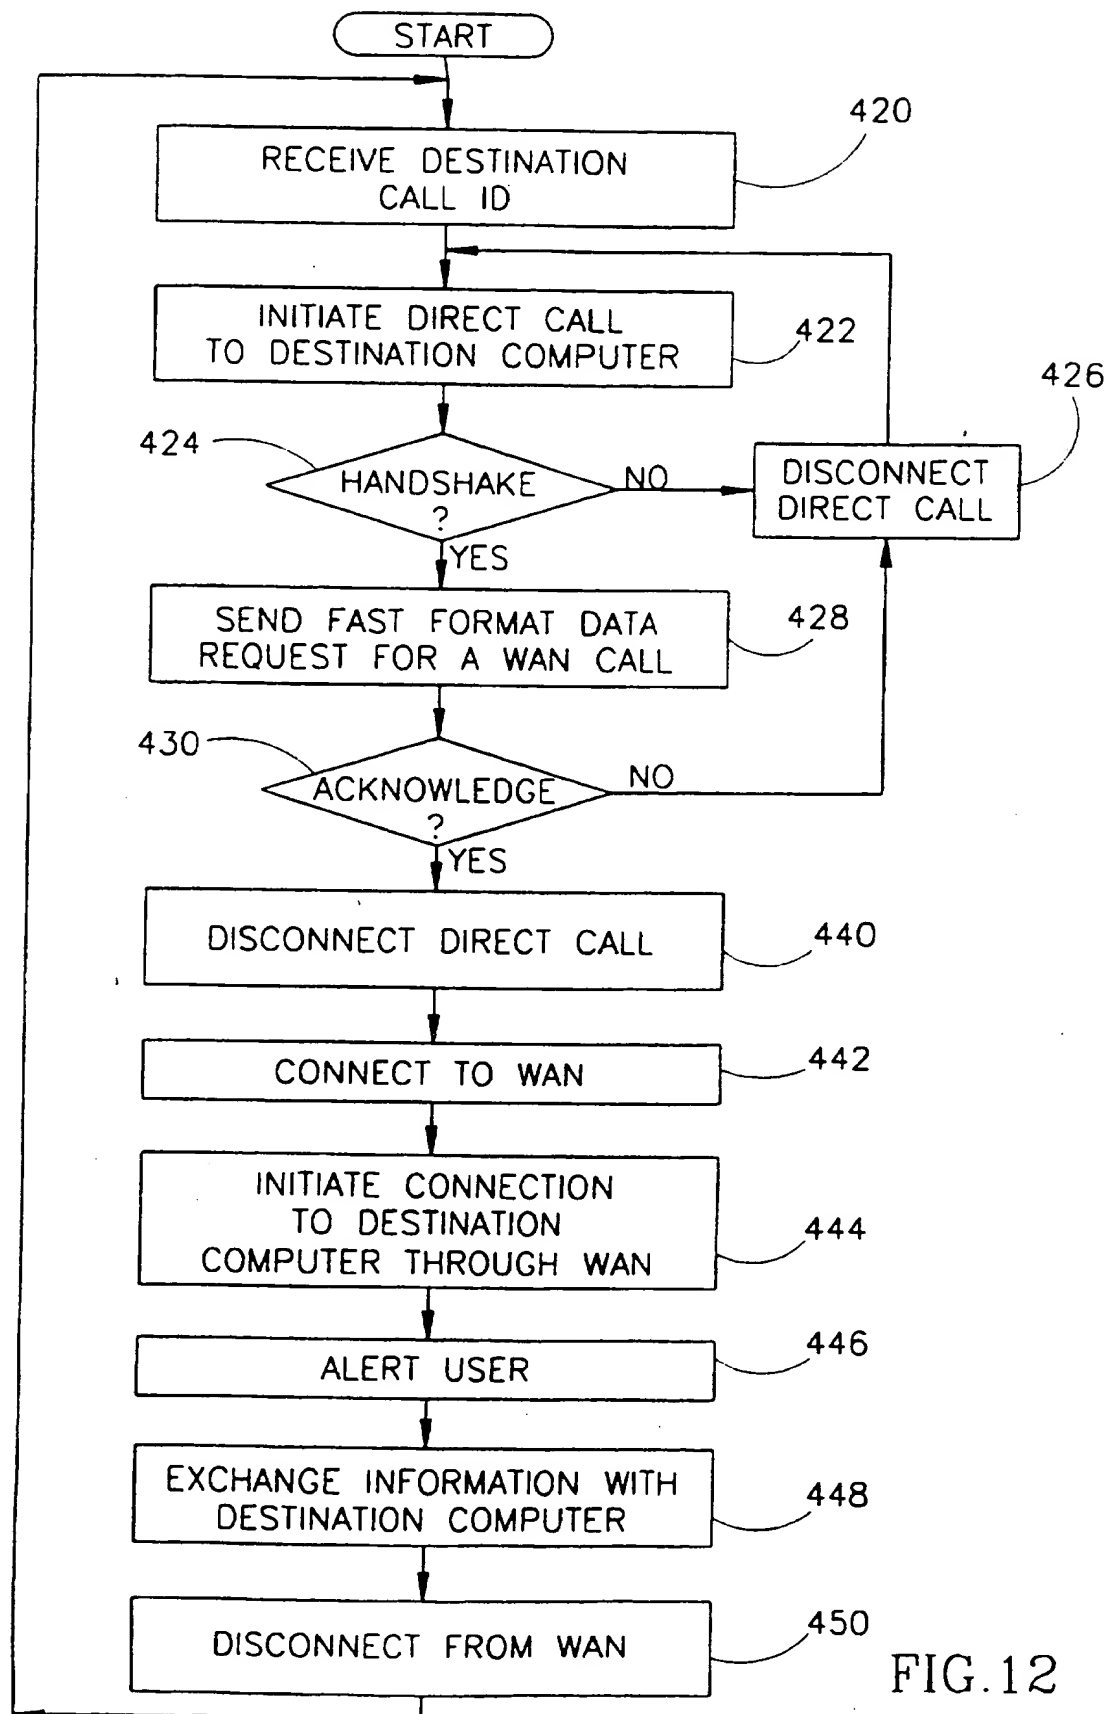 START
420
RECEIVE DESTINATION
CALL ID
INITIATE DIRECT CALL
TO DESTINATION COMPUTER
422
426
424
HANDSHAKE
?
NO
DISCONNECT
DIRECT CALL
YES
SEND FAST FORMAT DATA
REQUEST FOR A WAN CALL
428
430
ACKNOWLEDGE
?
NO
YES
DISCONNECT DIRECT CALL
440
CONNECT TO WAN
442
INITIATE CONNECTION
TO DESTINATION
COMPUTER THROUGH WAN
444
ALERT USER
446
EXCHANGE INFORMATION WITH
DESTINATION COMPUTER
448
DISCONNECT FROM WAN
450
FIG.12